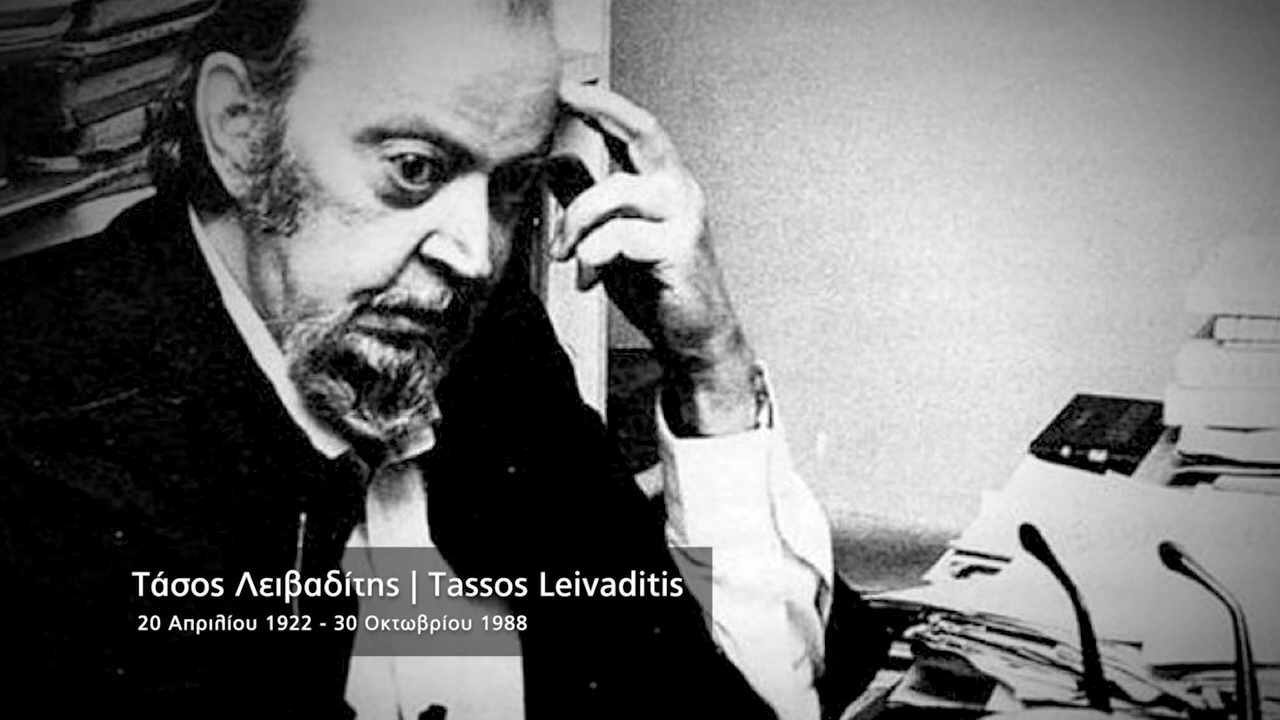 Τάσος Λειβαδίτης | Tassos Leivaditis
20 Απριλίου 1922 - 30 Οκτωβρίου 1988